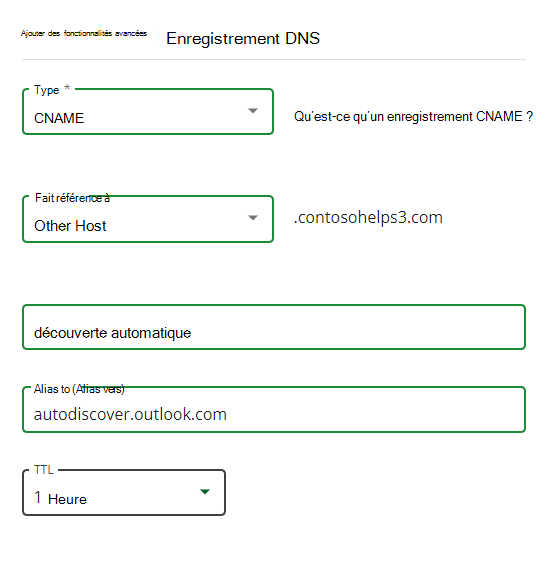 Ajouter des fonctionnalités avancées Enregistrement DNS
Type *
CNAME
Qu'est-ce qu'un enregistrement CNAME ?
Fait référence à
Other Host
.contosohelps3.com
découverte automatique
Alias to (Alias vers)
autodiscover.outlook.com
TTL
1 Heure